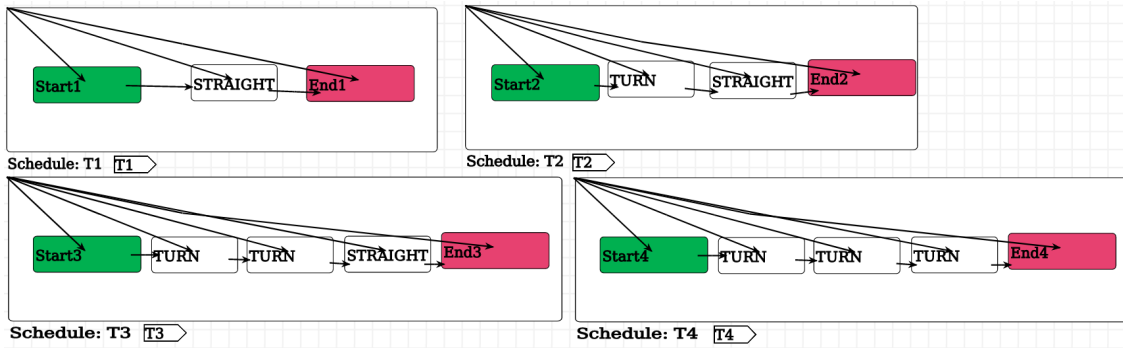 Start1 STRAIGHT End1
Schedule: T1 T1
Start2 TURN STRAIGHT End2
Schedule: T2 T2
Start3 TURN TURN STRAIGHT End3
Schedule: T3 T3
Start4 TURN TURN TURN End4
Schedule: T4 T4